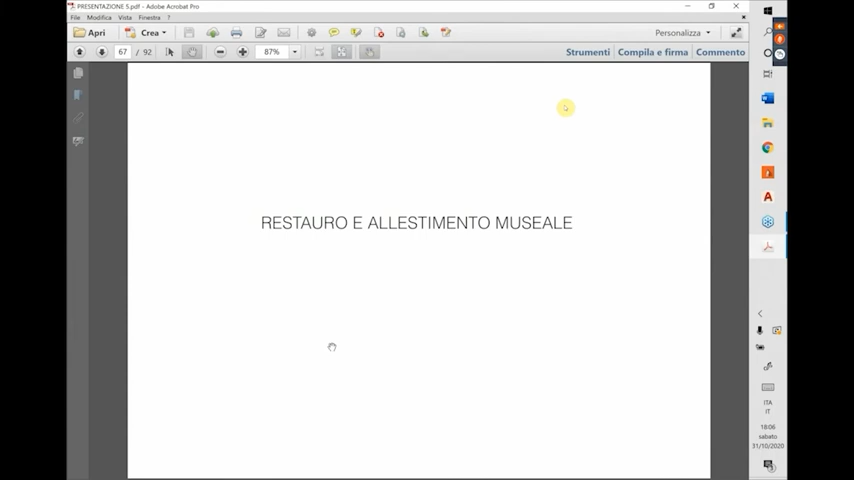 PRESENTAZIONE 5.pdf - Adobe Acrobat Pro
File Modifica Vista Finestra ?
Apri Crea Personalizza
67 / 92 87% Strumenti Compila e firma Commento
RESTAURO E ALLESTIMENTO MUSEALE
ITA
IT
18:06
sabato
31/10/2020